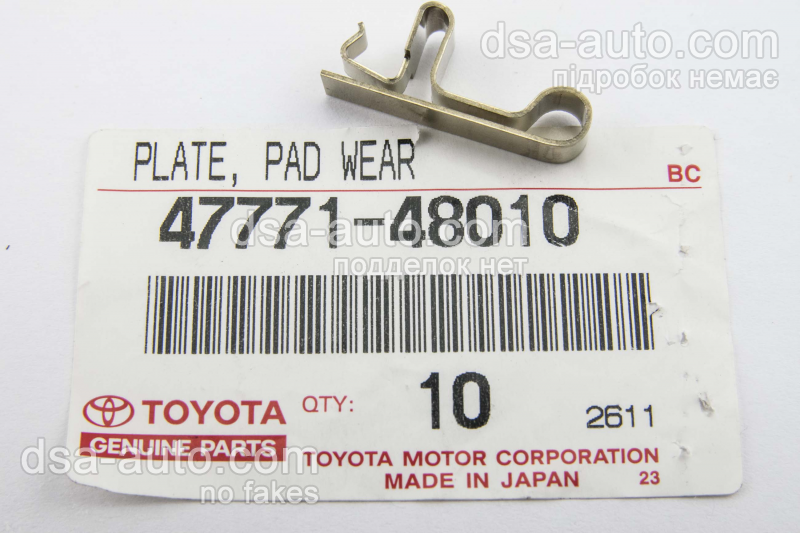 dsa-auto.com
підробок немає
PLATE, PAD WEAR
BC
47771-48010
dsa-auto.com
подделок нет
TOYOTA
QTY: 10
2611
GENUINE PARTS
dsa-auto.com
TOYOTA MOTOR CORPORATION
no fakes
MADE IN JAPAN
23